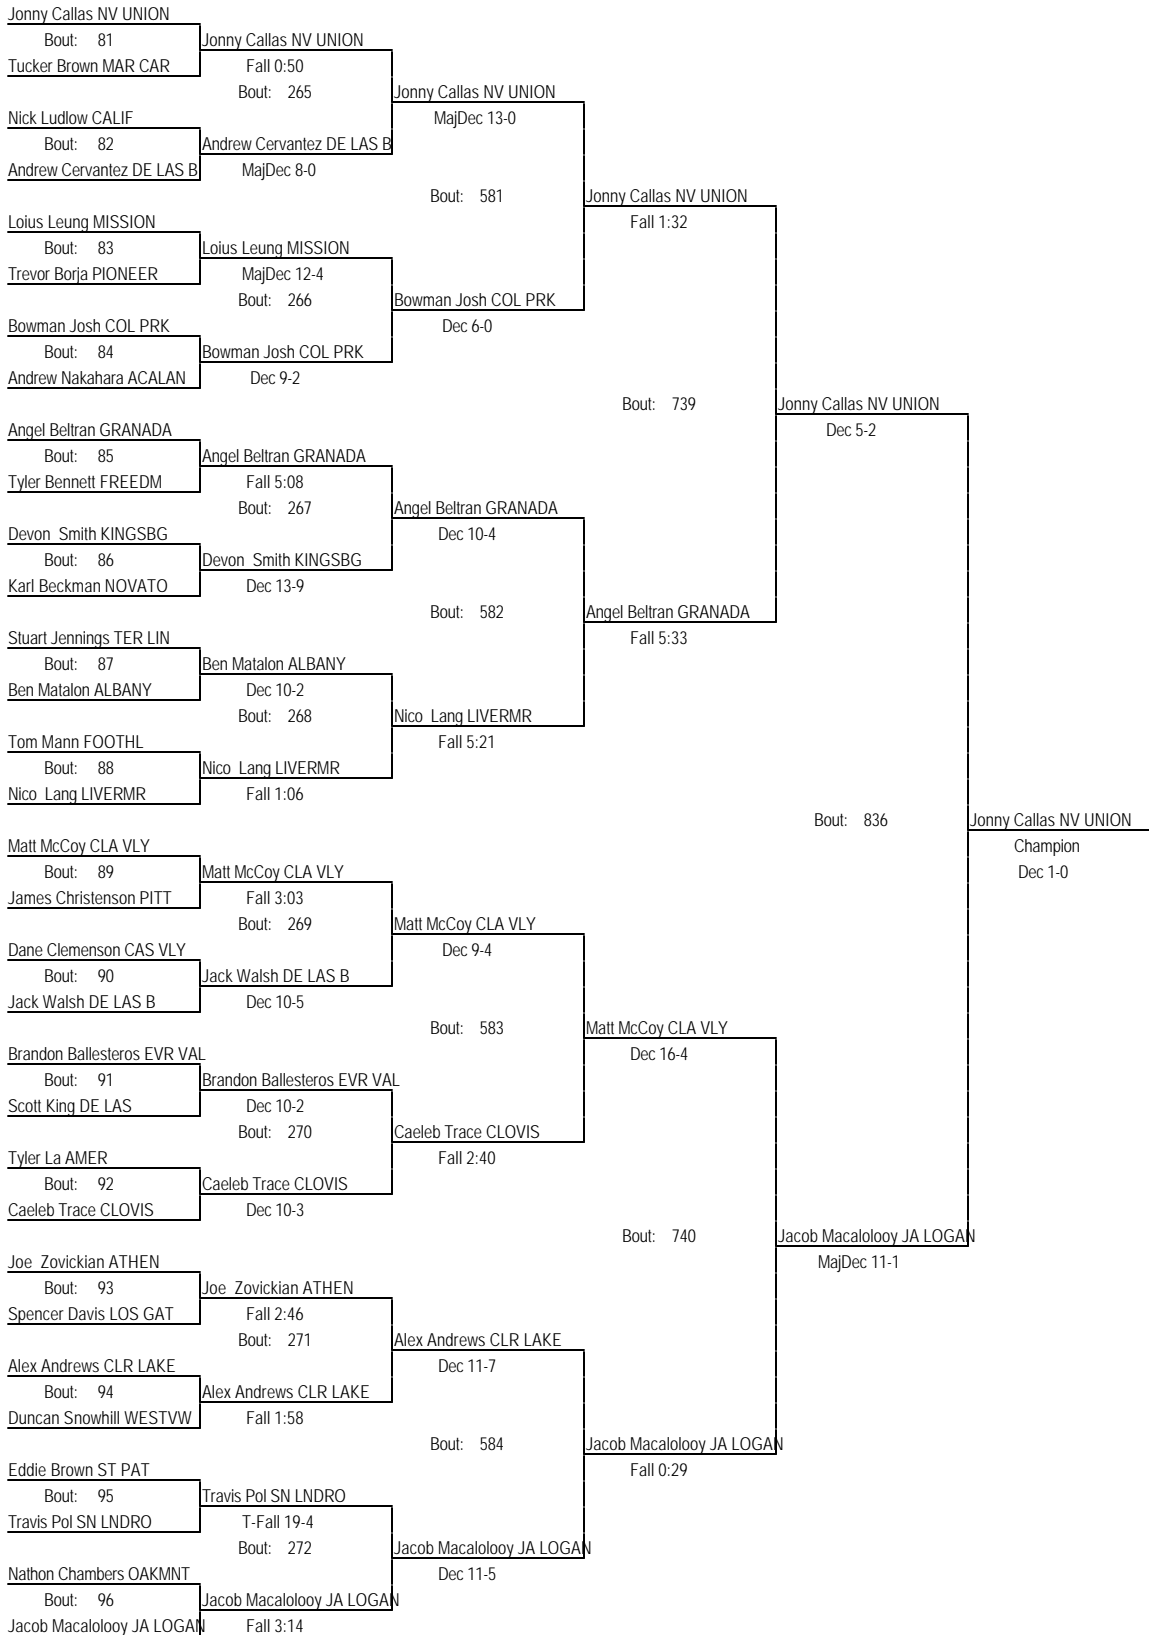 Jonny Callas NV UNION
Bout: 81
Jonny Callas NV UNION
Tucker Brown MAR CAR
Fall 0:50
Bout: 265
Jonny Callas NV UNION
Nick Ludlow CALIF
MajDec 13-0
Bout: 82
Andrew Cervantez DE LAS B
Andrew Cervantez DE LAS B
MajDec 8-0
Bout: 581
Jonny Callas NV UNION
Loius Leung MISSION
Fall 1:32
Bout: 83
Loius Leung MISSION
Trevor Borja PIONEER
MajDec 12-4
Bout: 266
Bowman Josh COL PRK
Bowman Josh COL PRK
Dec 6-0
Bout: 84
Bowman Josh COL PRK
Andrew Nakahara ACALAN
Dec 9-2
Bout: 739
Jonny Callas NV UNION
Angel Beltran GRANADA
Dec 5-2
Bout: 85
Angel Beltran GRANADA
Tyler Bennett FREEDM
Fall 5:08
Bout: 267
Angel Beltran GRANADA
Devon Smith KINGSBG
Dec 10-4
Bout: 86
Devon Smith KINGSBG
Karl Beckman NOVATO
Dec 13-9
Bout: 582
Angel Beltran GRANADA
Stuart Jennings TER LIN
Fall 5:33
Bout: 87
Ben Matalon ALBANY
Ben Matalon ALBANY
Dec 10-2
Bout: 268
Nico Lang LIVERMR
Tom Mann FOOTHL
Fall 5:21
Bout: 88
Nico Lang LIVERMR
Nico Lang LIVERMR
Fall 1:06
Bout: 836
Jonny Callas NV UNION
Matt McCoy CLA VLY
Champion
Bout: 89
Matt McCoy CLA VLY
Dec 1-0
James Christenson PITT
Fall 3:03
Bout: 269
Matt McCoy CLA VLY
Dane Clemenson CAS VLY
Dec 9-4
Bout: 90
Jack Walsh DE LAS B
Jack Walsh DE LAS B
Dec 10-5
Bout: 583
Matt McCoy CLA VLY
Brandon Ballesteros EVR VAL
Dec 16-4
Bout: 91
Brandon Ballesteros EVR VAL
Scott King DE LAS
Dec 10-2
Bout: 270
Caeleb Trace CLOVIS
Tyler La AMER
Fall 2:40
Bout: 92
Caeleb Trace CLOVIS
Caeleb Trace CLOVIS
Dec 10-3
Bout: 740
Jacob Macalolooy JA LOGAN
Joe Zovickian ATHEN
MajDec 11-1
Bout: 93
Joe Zovickian ATHEN
Spencer Davis LOS GAT
Fall 2:46
Bout: 271
Alex Andrews CLR LAKE
Alex Andrews CLR LAKE
Dec 11-7
Bout: 94
Alex Andrews CLR LAKE
Duncan Snowhill WESTVW
Fall 1:58
Bout: 584
Jacob Macalolooy JA LOGAN
Eddie Brown ST PAT
Fall 0:29
Bout: 95
Travis Pol SN LNDRO
Travis Pol SN LNDRO
T-Fall 19-4
Bout: 272
Jacob Macalolooy JA LOGAN
Nathon Chambers OAKMNT
Dec 11-5
Bout: 96
Jacob Macalolooy JA LOGAN
Jacob Macalolooy JA LOGAN
Fall 3:14